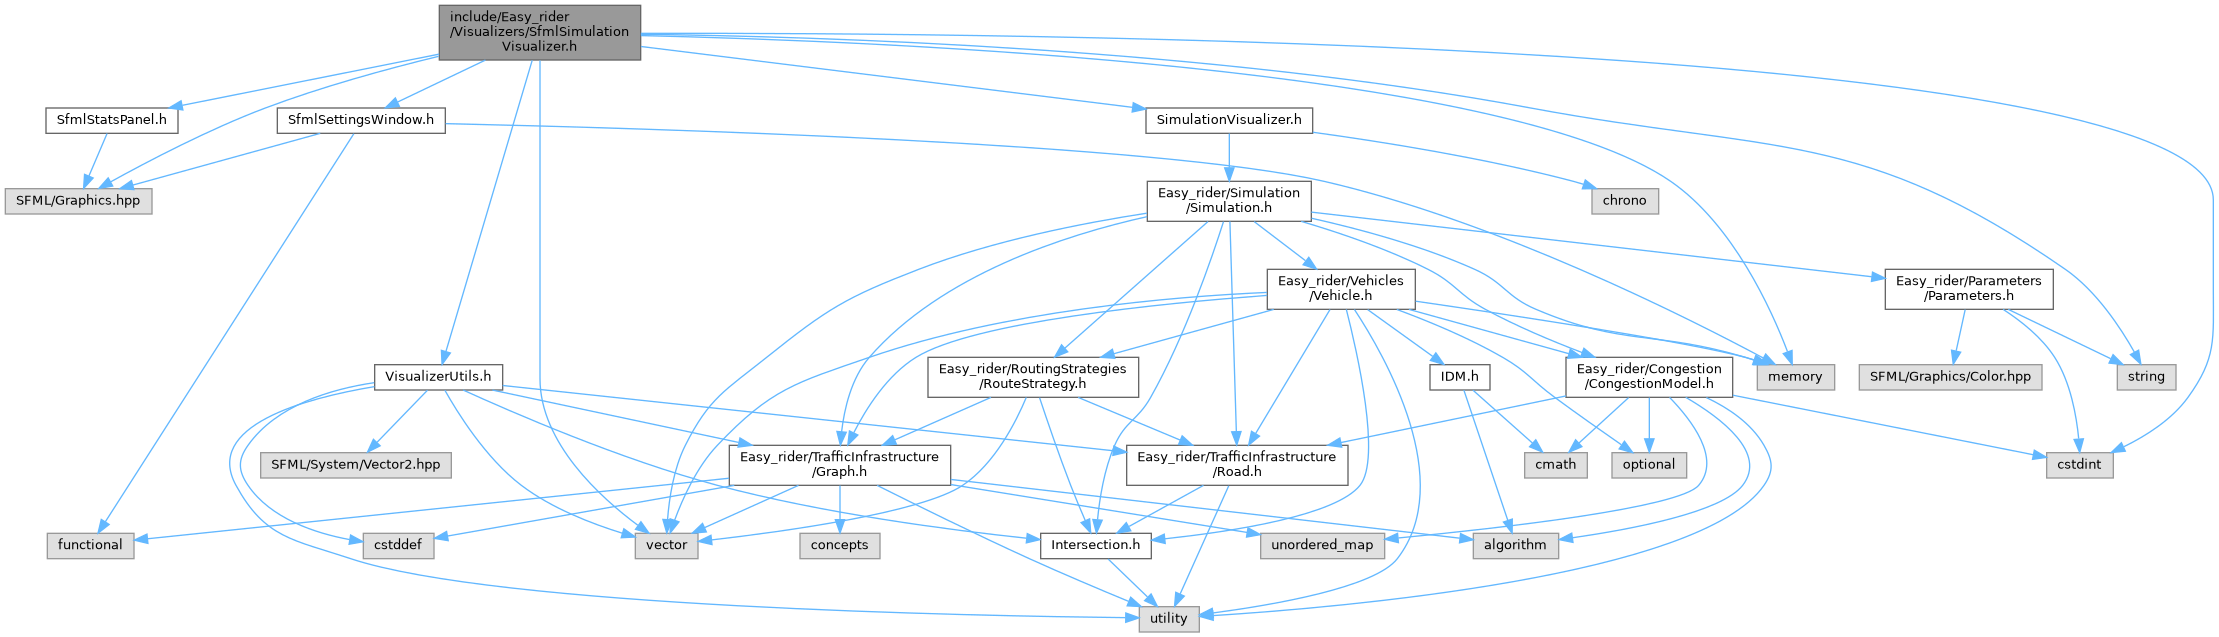 include/Easy_rider
/Visualizers/SfmlSimulation
Visualizer.h
SfmlStatsPanel.h
SfmlSettingsWindow.h
SimulationVisualizer.h
SFML/Graphics.hpp
Easy_rider/Simulation
/Simulation.h
chrono
Easy_rider/Vehicles
/Vehicle.h
Easy_rider/Parameters
/Parameters.h
VisualizerUtils.h
Easy_rider/RoutingStrategies
/RouteStrategy.h
IDM.h
Easy_rider/Congestion
/CongestionModel.h
memory
SFML/Graphics/Color.hpp
string
SFML/System/Vector2.hpp
Easy_rider/TrafficInfrastructure
/Graph.h
Easy_rider/TrafficInfrastructure
/Road.h
cmath
optional
cstdint
functional
cstddef
vector
concepts
Intersection.h
unordered_map
algorithm
utility